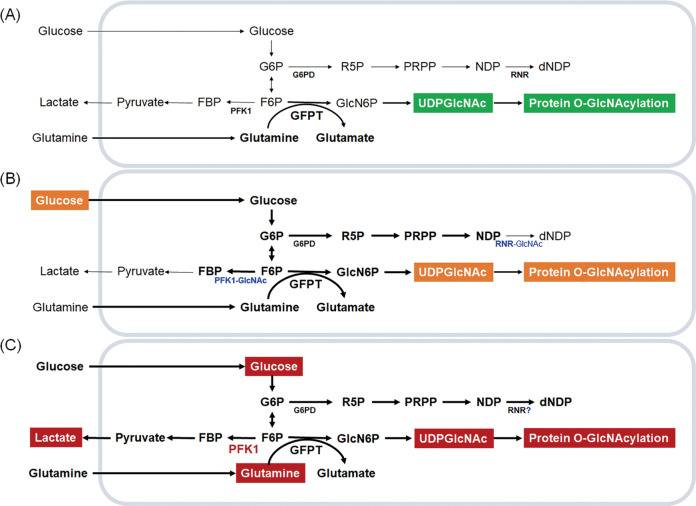 (A)
Glucose Glucose
G6P R5P PRPP NDP dNDP
G6PD RNR
Lactate Pyruvate FBP F6P GlcN6P UDPGlcNAc Protein O-GlcNAcylation
PFK1 GFPT
Glutamine Glutamine Glutamate
(B)
Glucose Glucose
G6P R5P PRPP NDP dNDP
G6PD RNR-GlcNAc
Lactate Pyruvate FBP F6P GlcN6P UDPGlcNAc Protein O-GlcNAcylation
PFK1-GlcNAc GFPT
Glutamine Glutamine Glutamate
(C)
Glucose Glucose
G6P R5P PRPP NDP dNDP
G6PD RNR?
Lactate Pyruvate FBP F6P GlcN6P UDPGlcNAc Protein O-GlcNAcylation
PFK1 GFPT
Glutamine Glutamine Glutamate